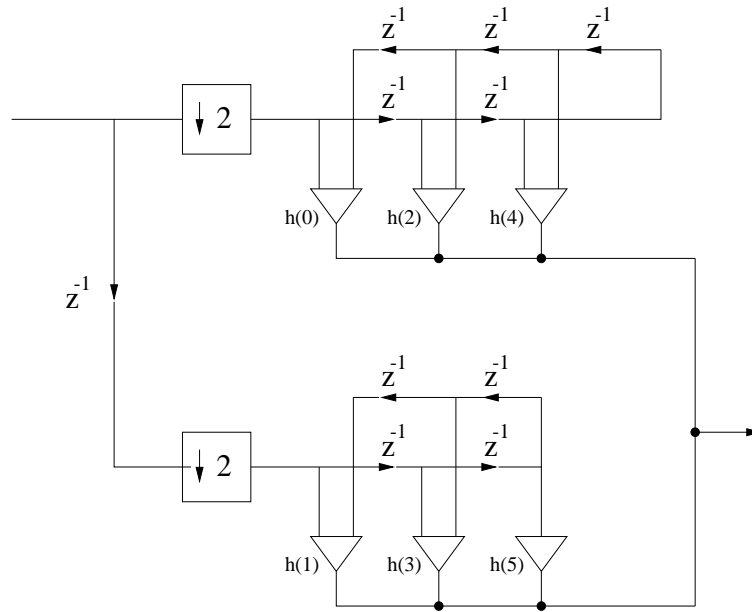 z⁻¹ z⁻¹ z⁻¹
↓ 2 z⁻¹ z⁻¹
h(0) h(2) h(4)
z⁻¹
z⁻¹ z⁻¹
↓ 2 z⁻¹ z⁻¹
h(1) h(3) h(5)